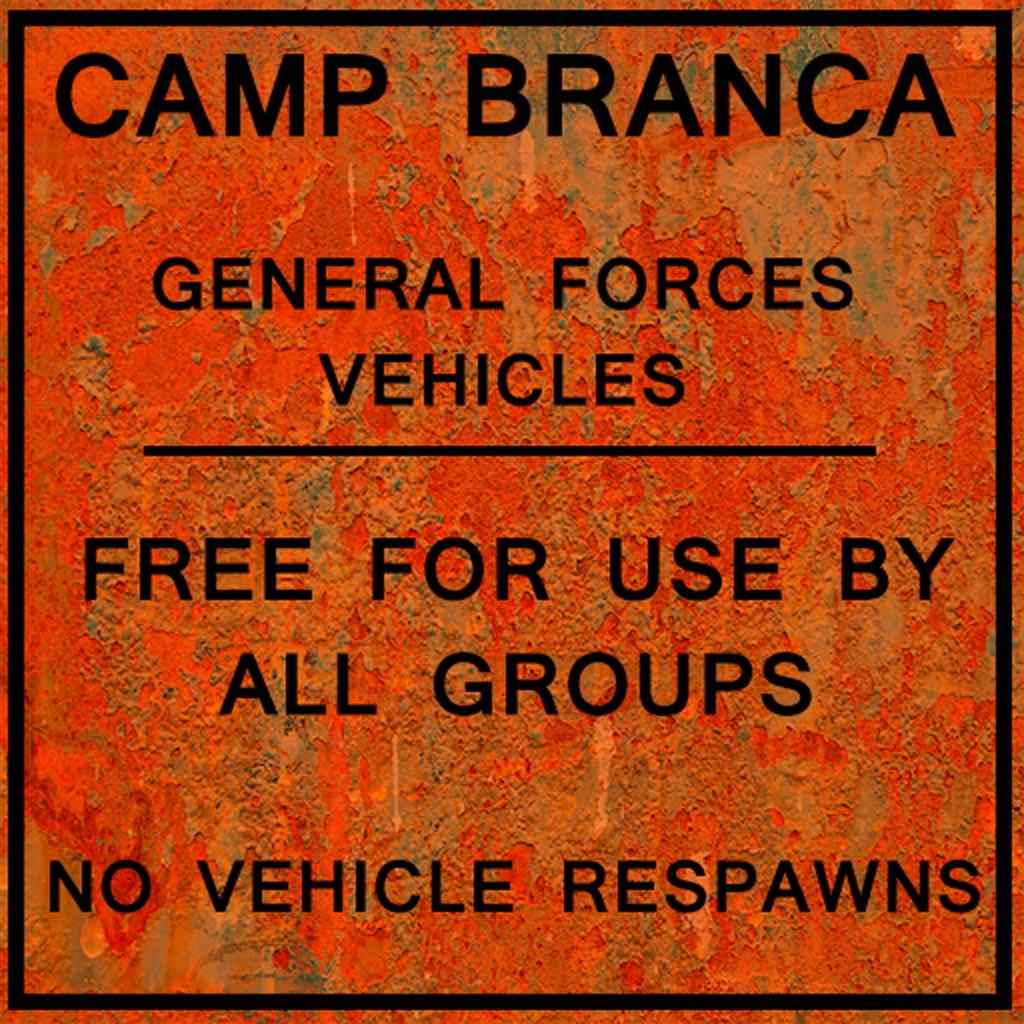 CAMP BRANCA
GENERAL FORCES
VEHICLES
FREE FOR USE BY
ALL GROUPS
NO VEHICLE RESPAWNS